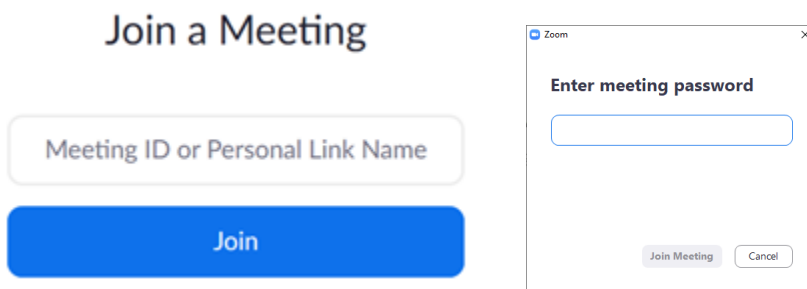 Join a Meeting
Meeting ID or Personal Link Name
Join
Zoom
Enter meeting password
Join Meeting
Cancel